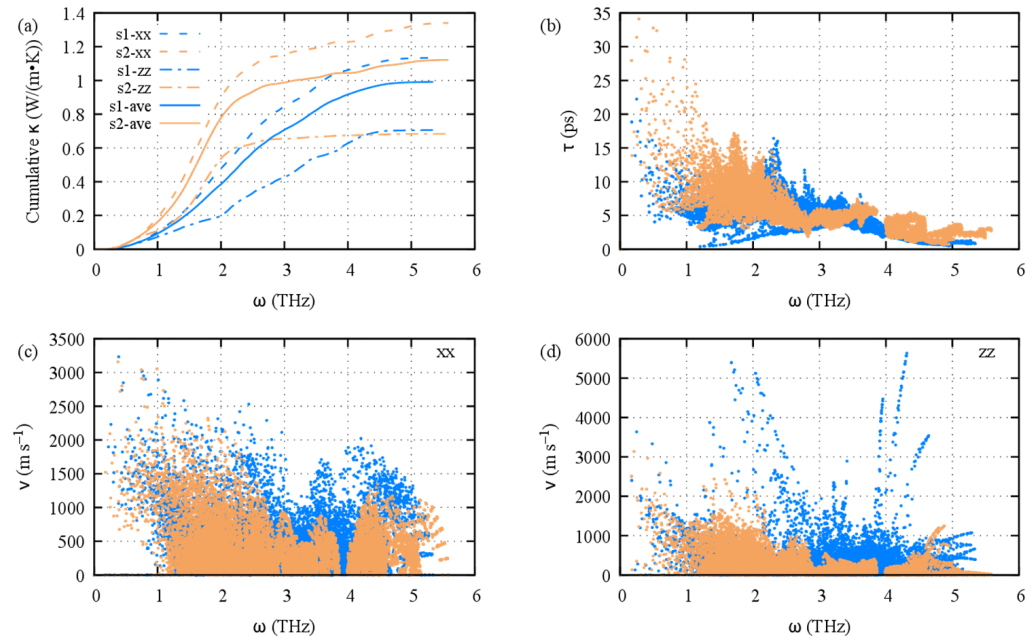 (a)
Cumulative κ (W/(m•K))
1.4
1.2
1
0.8
0.6
0.4
0.2
0
s1-xx
s2-xx
s1-zz
s2-zz
s1-ave
s2-ave
0 1 2 3 4 5 6
ω (THz)
(b)
τ (ps)
35
30
25
20
15
10
5
0
0 1 2 3 4 5 6
ω (THz)
(c)
xx
v (m s⁻¹)
3500
3000
2500
2000
1500
1000
500
0
0 1 2 3 4 5 6
ω (THz)
(d)
zz
v (m s⁻¹)
6000
5000
4000
3000
2000
1000
0
0 1 2 3 4 5 6
ω (THz)